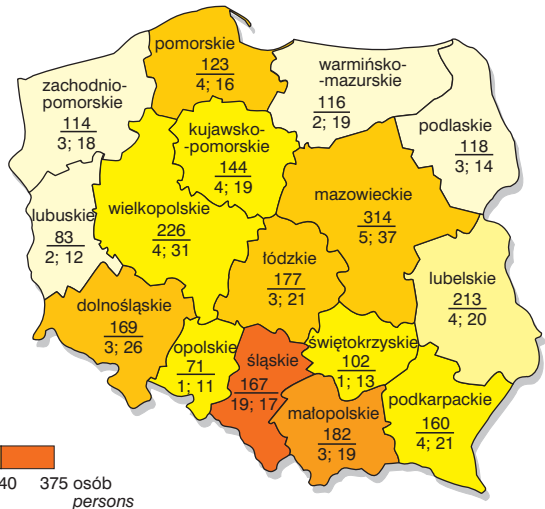 pomorskie
123
4; 16
warmińsko-
-mazurskie
116
2; 19
zachodnio-
pomorskie
114
3; 18
podlaskie
118
3; 14
kujawsko-
-pomorskie
144
4; 19
mazowieckie
314
5; 37
lubuskie
83
2; 12
wielkopolskie
226
4; 31
łódzkie
177
3; 21
lubelskie
213
4; 20
dolnośląskie
169
3; 26
opolskie
71
1; 11
śląskie
167
19; 17
świętokrzyskie
102
1; 13
małopolskie
182
3; 19
podkarpackie
160
4; 21
40 375 osób
persons